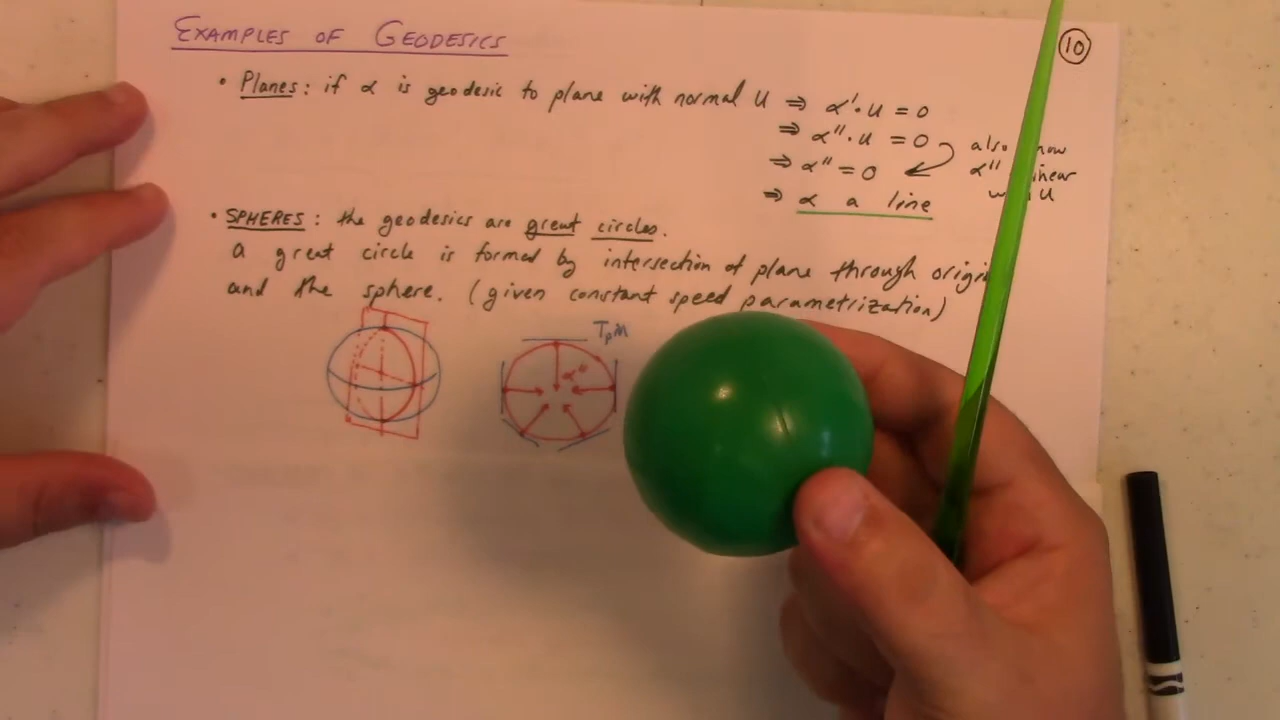 EXAMPLES OF GEODESICS
10
• Planes: if α is geodesic to plane with normal U ⇒ α'·U = 0
⇒ α''·U = 0
⇒ α'' = 0
⇒ α a line
also
α''
U
• SPHERES: the geodesics are great circles.
A great circle is formed by intersection of plane through origin
and the sphere. (given constant speed parametrization)
TpM
α''